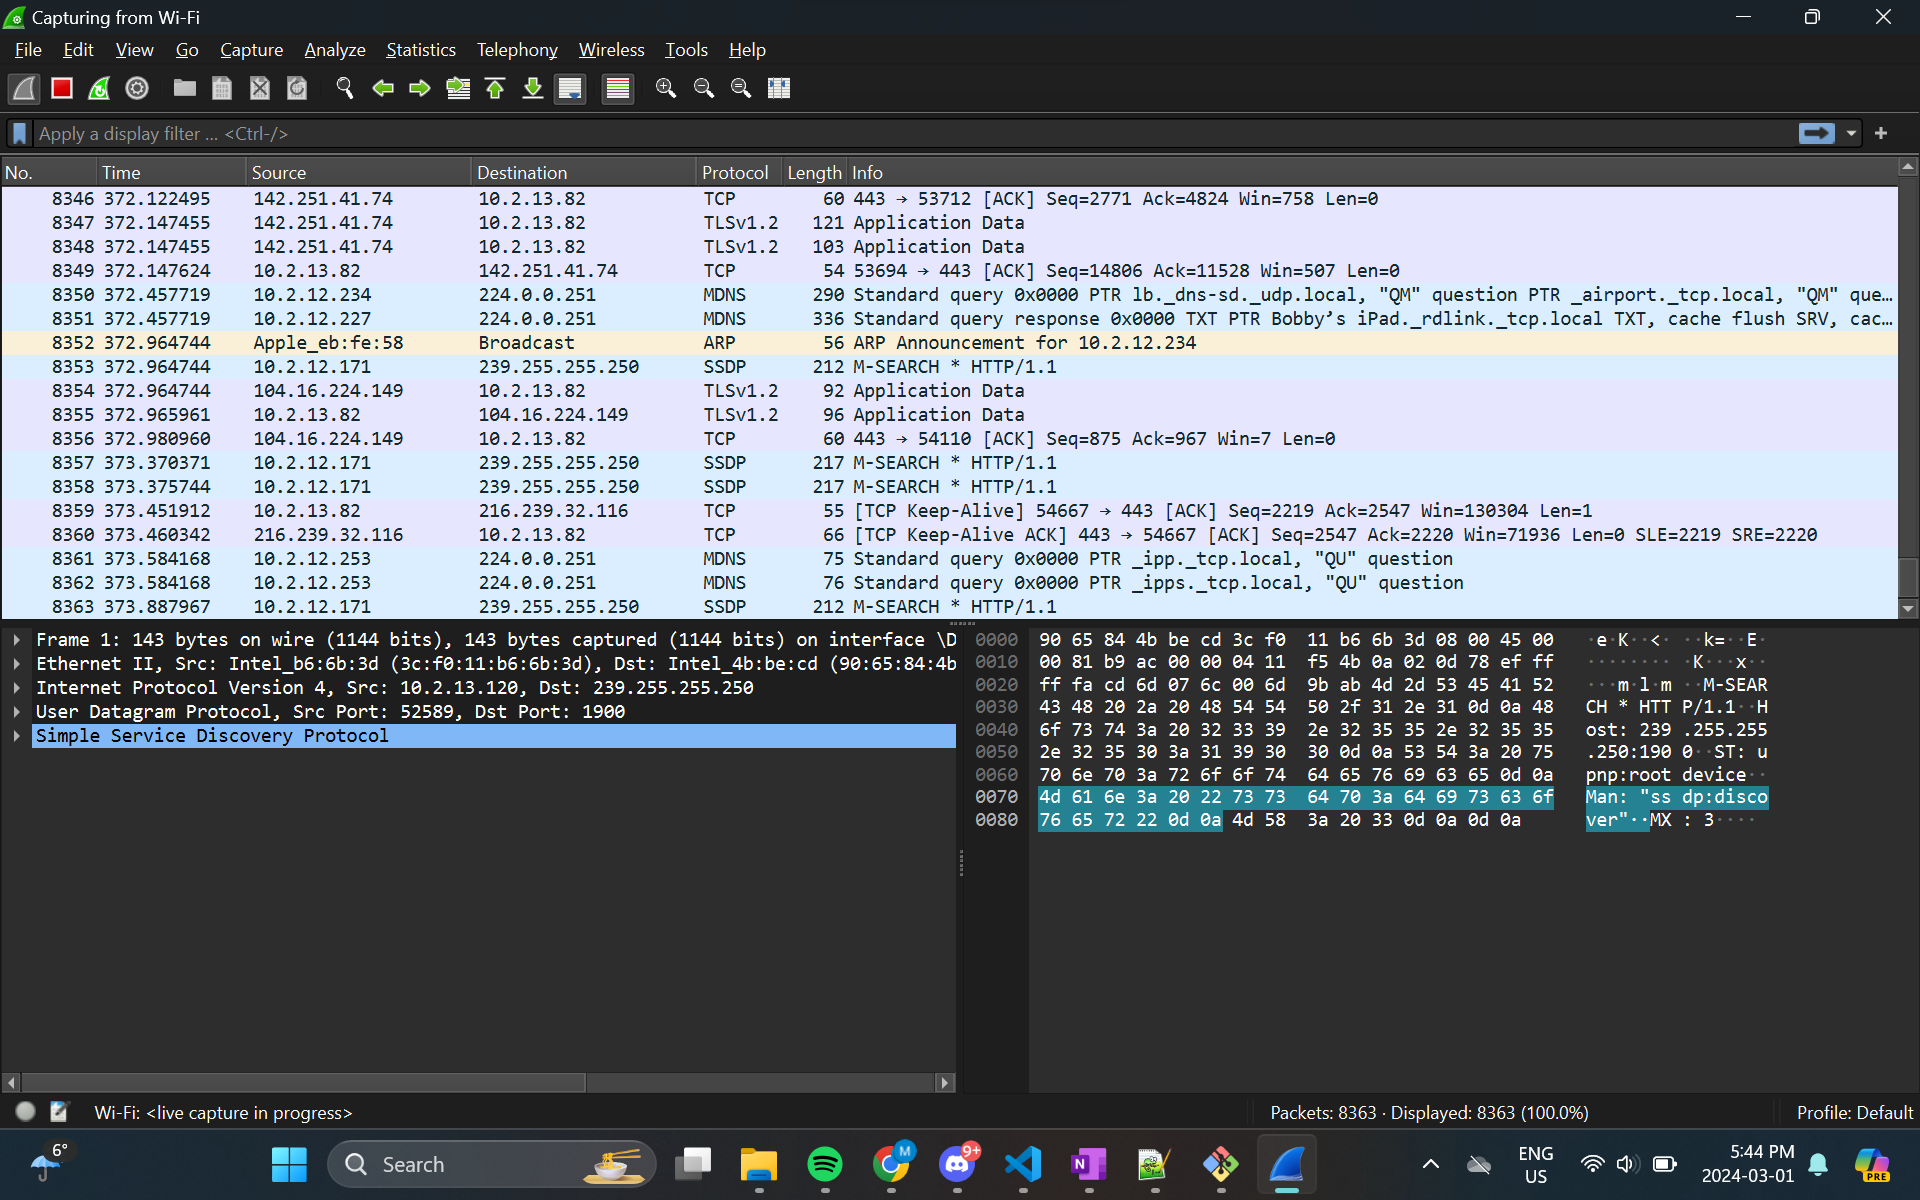 Capturing from Wi-Fi
File Edit View Go Capture Analyze Statistics Telephony Wireless Tools Help
Apply a display filter ... <Ctrl-/>
No. Time Source Destination Protocol Length Info
8346 372.122495 142.251.41.74 10.2.13.82 TCP 60 443 → 53712 [ACK] Seq=2771 Ack=4824 Win=758 Len=0
8347 372.147455 142.251.41.74 10.2.13.82 TLSv1.2 121 Application Data
8348 372.147455 142.251.41.74 10.2.13.82 TLSv1.2 103 Application Data
8349 372.147624 10.2.13.82 142.251.41.74 TCP 54 53694 → 443 [ACK] Seq=14806 Ack=11528 Win=507 Len=0
8350 372.457719 10.2.12.234 224.0.0.251 MDNS 290 Standard query 0x0000 PTR lb._dns-sd._udp.local, "QM" question PTR _airport._tcp.local, "QM" que…
8351 372.457719 10.2.12.227 224.0.0.251 MDNS 336 Standard query response 0x0000 TXT PTR Bobby’s iPad._rdlink._tcp.local TXT, cache flush SRV, cac…
8352 372.964744 Apple_eb:fe:58 Broadcast ARP 56 ARP Announcement for 10.2.12.234
8353 372.964744 10.2.12.171 239.255.255.250 SSDP 212 M-SEARCH * HTTP/1.1
8354 372.964744 104.16.224.149 10.2.13.82 TLSv1.2 92 Application Data
8355 372.965961 10.2.13.82 104.16.224.149 TLSv1.2 96 Application Data
8356 372.980960 104.16.224.149 10.2.13.82 TCP 60 443 → 54110 [ACK] Seq=875 Ack=967 Win=7 Len=0
8357 373.370371 10.2.12.171 239.255.255.250 SSDP 217 M-SEARCH * HTTP/1.1
8358 373.375744 10.2.12.171 239.255.255.250 SSDP 217 M-SEARCH * HTTP/1.1
8359 373.451912 10.2.13.82 216.239.32.116 TCP 55 [TCP Keep-Alive] 54667 → 443 [ACK] Seq=2219 Ack=2547 Win=130304 Len=1
8360 373.460342 216.239.32.116 10.2.13.82 TCP 66 [TCP Keep-Alive ACK] 443 → 54667 [ACK] Seq=2547 Ack=2220 Win=71936 Len=0 SLE=2219 SRE=2220
8361 373.584168 10.2.12.253 224.0.0.251 MDNS 75 Standard query 0x0000 PTR _ipp._tcp.local, "QU" question
8362 373.584168 10.2.12.253 224.0.0.251 MDNS 76 Standard query 0x0000 PTR _ipps._tcp.local, "QU" question
8363 373.887967 10.2.12.171 239.255.255.250 SSDP 212 M-SEARCH * HTTP/1.1
Frame 1: 143 bytes on wire (1144 bits), 143 bytes captured (1144 bits) on interface \D
Ethernet II, Src: Intel_b6:6b:3d (3c:f0:11:b6:6b:3d), Dst: Intel_4b:be:cd (90:65:84:4b
Internet Protocol Version 4, Src: 10.2.13.120, Dst: 239.255.255.250
User Datagram Protocol, Src Port: 52589, Dst Port: 1900
Simple Service Discovery Protocol
0000 90 65 84 4b be cd 3c f0 11 b6 6b 3d 08 00 45 00 ·e·K··<· ··k=··E·
0010 00 81 b9 ac 00 00 04 11 f5 4b 0a 02 0d 78 ef ff ········ ·K···x··
0020 ff fa cd 6d 07 6c 00 6d 9b ab 4d 2d 53 45 41 52 ···m·l·m ··M-SEAR
0030 43 48 20 2a 20 48 54 54 50 2f 31 2e 31 0d 0a 48 CH * HTT P/1.1··H
0040 6f 73 74 3a 20 32 33 39 2e 32 35 35 2e 32 35 35 ost: 239 .255.255
0050 2e 32 35 30 3a 31 39 30 30 0d 0a 53 54 3a 20 75 .250:190 0··ST: u
0060 70 6e 70 3a 72 6f 6f 74 64 65 76 69 63 65 0d 0a pnp:root device··
0070 4d 61 6e 3a 20 22 73 73 64 70 3a 64 69 73 63 6f Man: "ss dp:disco
0080 76 65 72 22 0d 0a 4d 58 3a 20 33 0d 0a 0d 0a ver"··MX : 3····
Wi-Fi: <live capture in progress>
Packets: 8363 · Displayed: 8363 (100.0%)
Profile: Default
6°
Search
M
9+
N
ENG
US
5:44 PM
2024-03-01
PRE